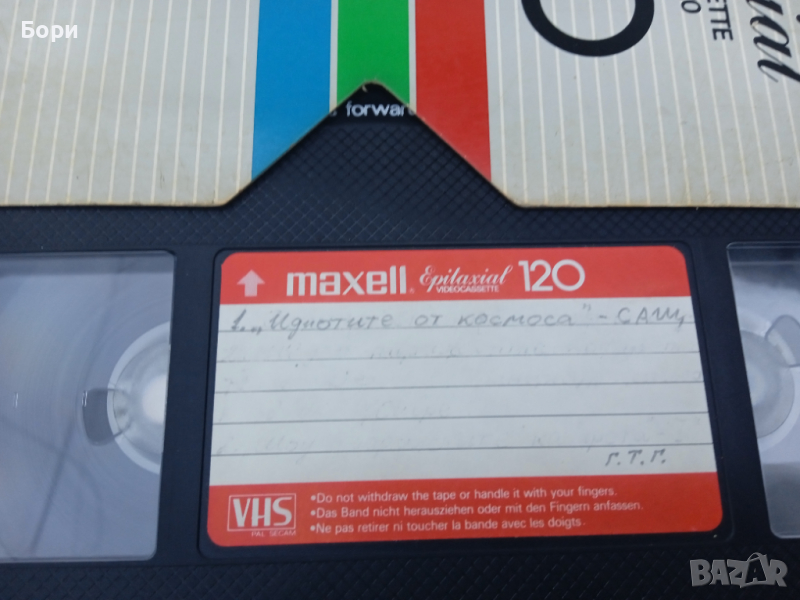 Бори
ETTE
forwar
maxell Epitaxial 120
VIDEOCASSETTE
1. „Идиотите от космоса" - САЩ,
г.т.г.
VHS
PAL SECAM
•Do not withdraw the tape or handle it with your fingers.
•Das Band nicht herausziehen oder mit den Fingern anfassen.
•Ne pas retirer ni toucher la bande avec les doigts.
BAZAR